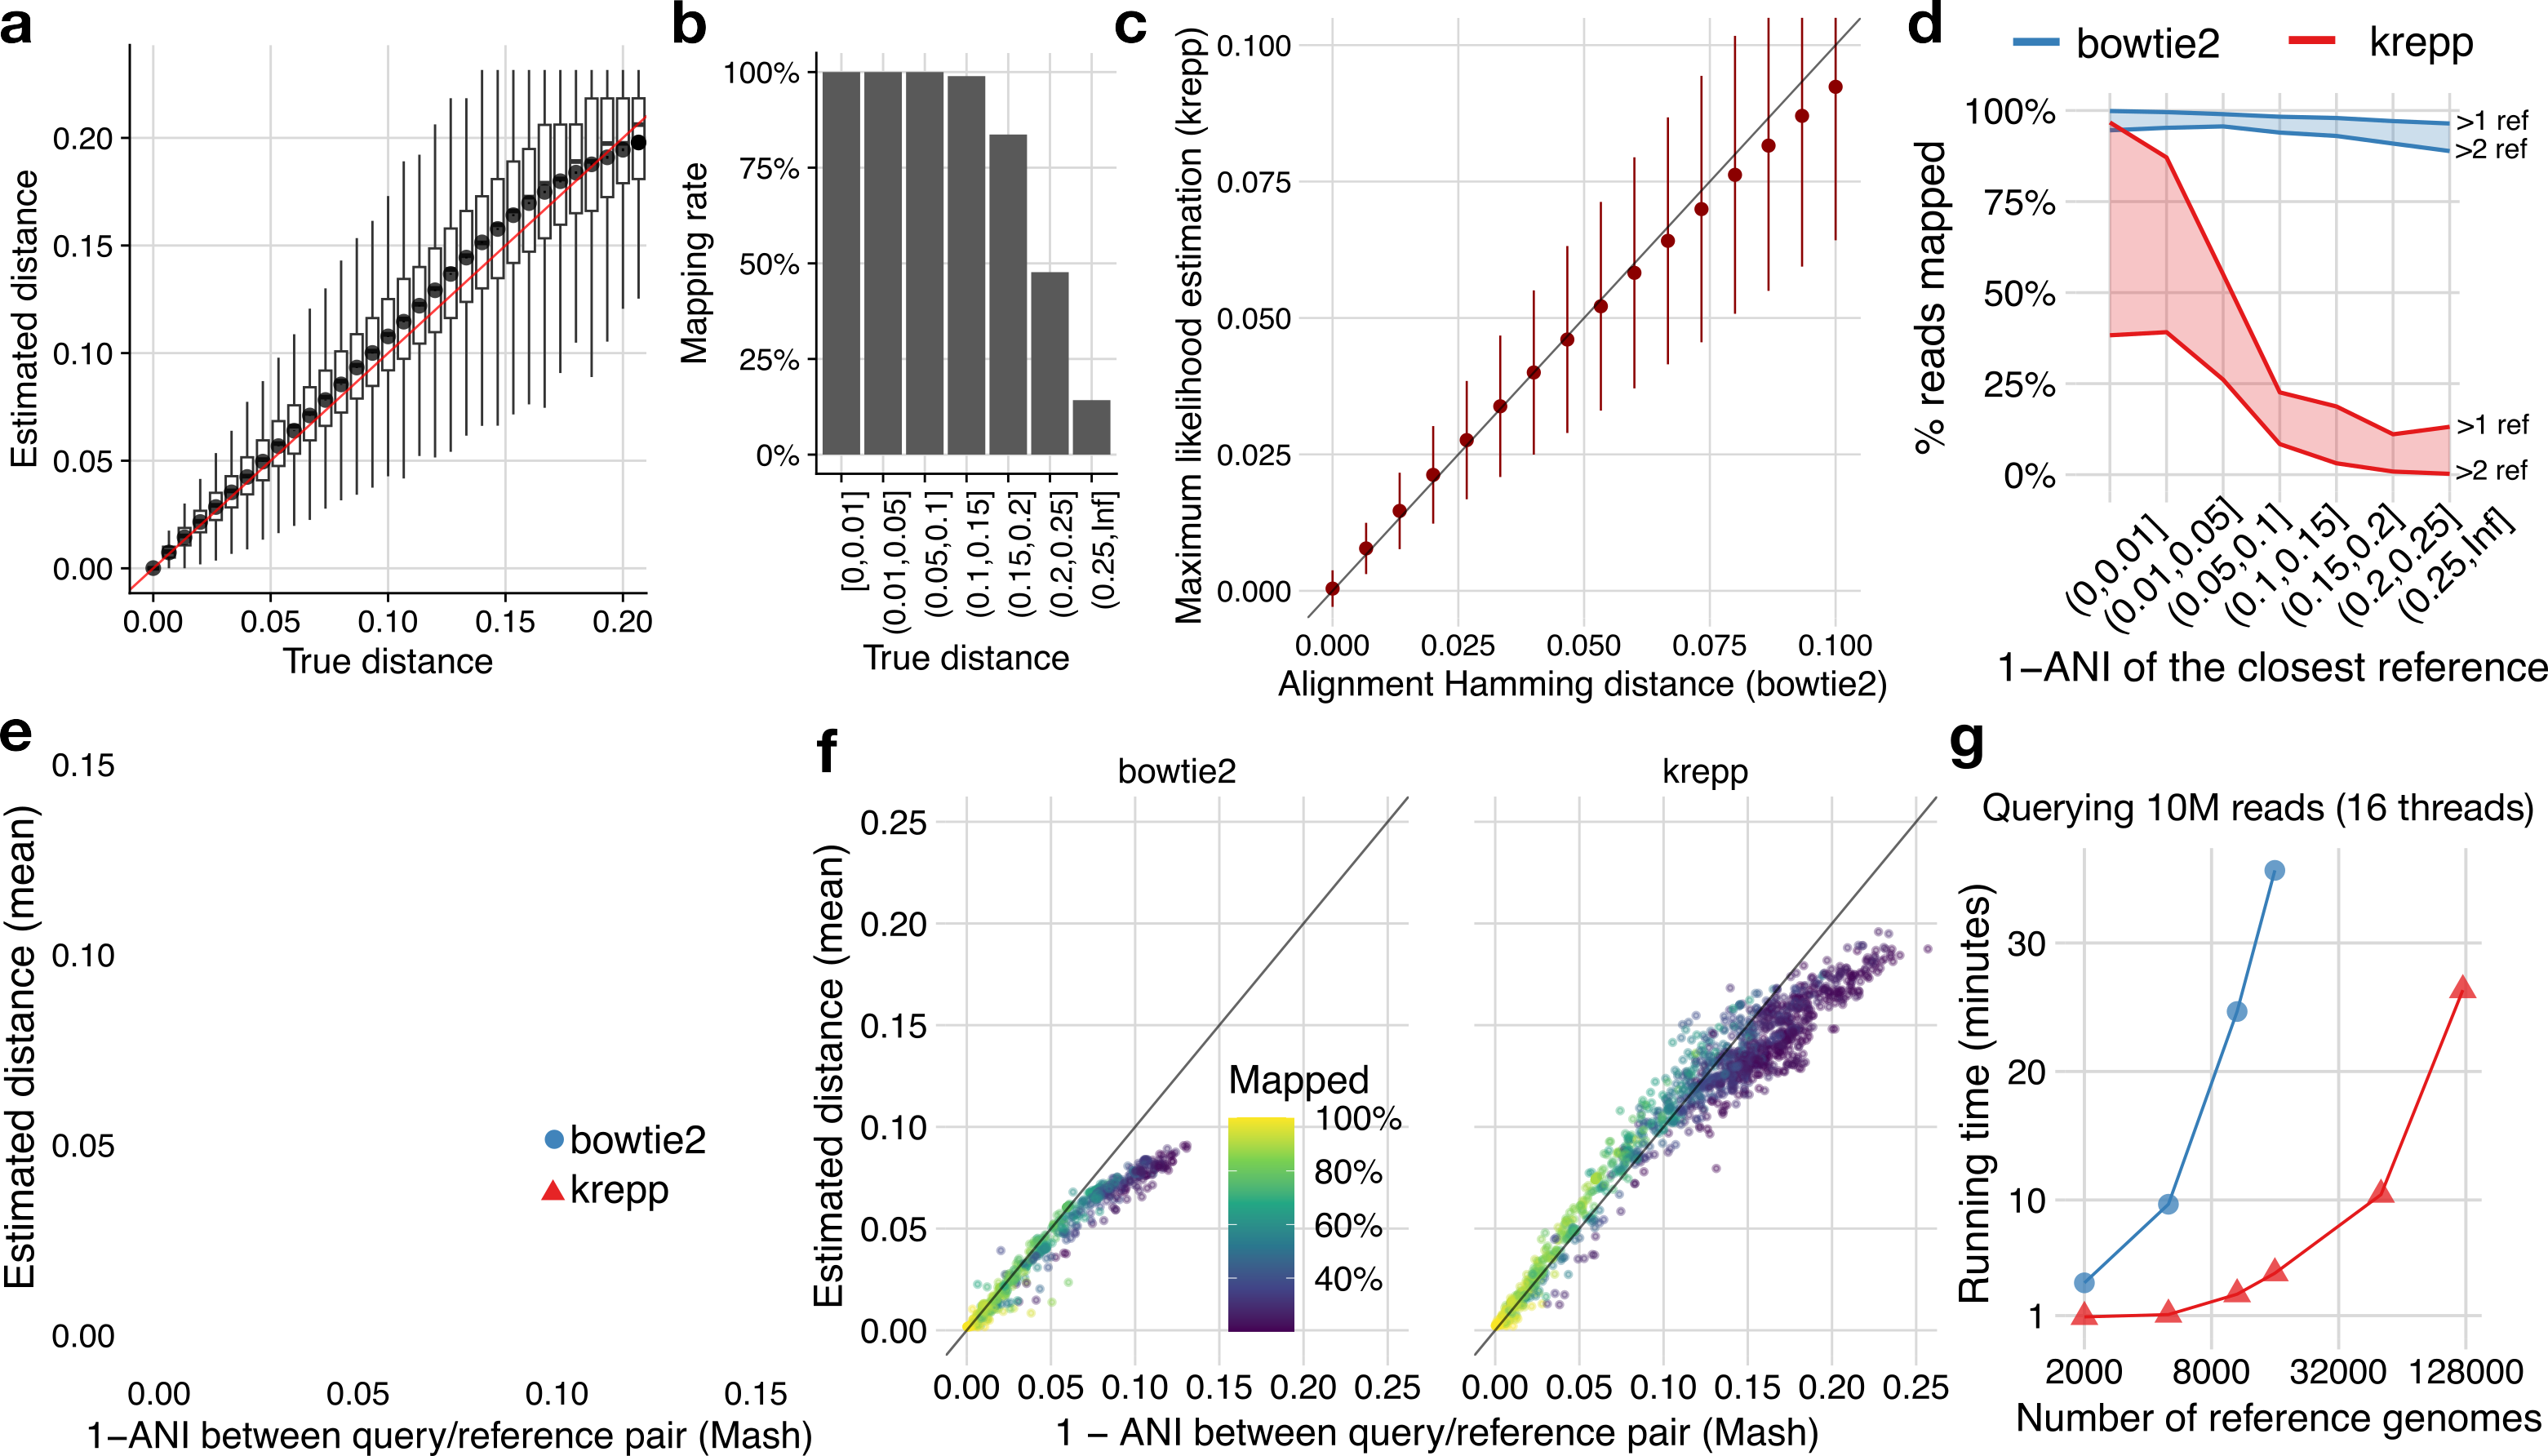 a
Estimated distance
0.20
0.15
0.10
0.05
0.00
0.00 0.05 0.10 0.15 0.20
True distance
b
Mapping rate
100%
75%
50%
25%
0%
[0,0.01]
(0.01,0.05]
(0.05,0.1]
(0.1,0.15]
(0.15,0.2]
(0.2,0.25]
(0.25,Inf]
True distance
c
Maximum likelihood estimation (krepp)
0.100
0.075
0.050
0.025
0.000
0.000 0.025 0.050 0.075 0.100
Alignment Hamming distance (bowtie2)
d
bowtie2 krepp
% reads mapped
100%
75%
50%
25%
0%
>1 ref
>2 ref
>1 ref
>2 ref
(0,0.01]
(0.01,0.05]
(0.05,0.1]
(0.1,0.15]
(0.15,0.2]
(0.2,0.25]
(0.25,Inf]
1−ANI of the closest reference
e
Estimated distance (mean)
0.15
0.10
0.05
0.00
bowtie2
krepp
0.00 0.05 0.10 0.15
1−ANI between query/reference pair (Mash)
f
bowtie2 krepp
Estimated distance (mean)
0.25
0.20
0.15
0.10
0.05
0.00
Mapped
100%
80%
60%
40%
0.00 0.05 0.10 0.15 0.20 0.25 0.00 0.05 0.10 0.15 0.20 0.25
1 − ANI between query/reference pair (Mash)
g
Querying 10M reads (16 threads)
Running time (minutes)
30
20
10
1
2000 8000 32000 128000
Number of reference genomes